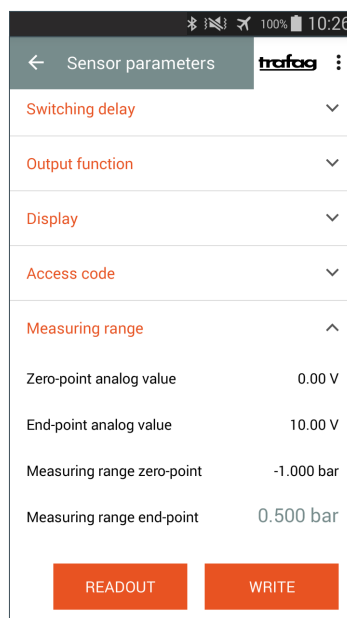 100% 10:26
Sensor parameters trafag
Switching delay
Output function
Display
Access code
Measuring range
Zero-point analog value 0.00 V
End-point analog value 10.00 V
Measuring range zero-point -1.000 bar
Measuring range end-point 0.500 bar
READOUT WRITE